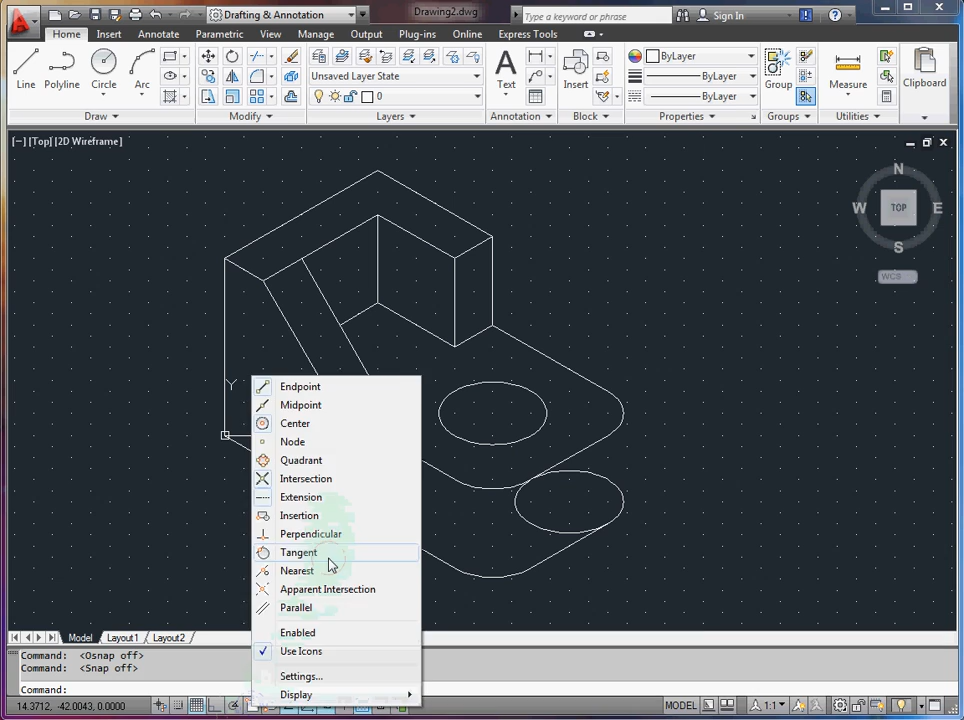 Drafting & Annotation
Drawing2.dwg
Type a keyword or phrase
Sign In
Home
Insert
Annotate
Parametric
View
Manage
Output
Plug-ins
Online
Express Tools
Line
Polyline
Circle
Arc
Unsaved Layer State
0
Text
Insert
ByLayer
ByLayer
ByLayer
Group
Measure
Clipboard
Draw
Modify
Layers
Annotation
Block
Properties
Groups
Utilities
[−] [Top] [2D Wireframe]
N
W
TOP
E
S
WCS
Y
Endpoint
Midpoint
Center
Node
Quadrant
Intersection
Extension
Insertion
Perpendicular
Tangent
Nearest
Apparent Intersection
Parallel
Enabled
Use Icons
Settings...
Display
Model
Layout1
Layout2
Command: <Osnap off>
Command: <Snap off>
Command:
14.3712, -42.0043, 0.0000
MODEL
1:1